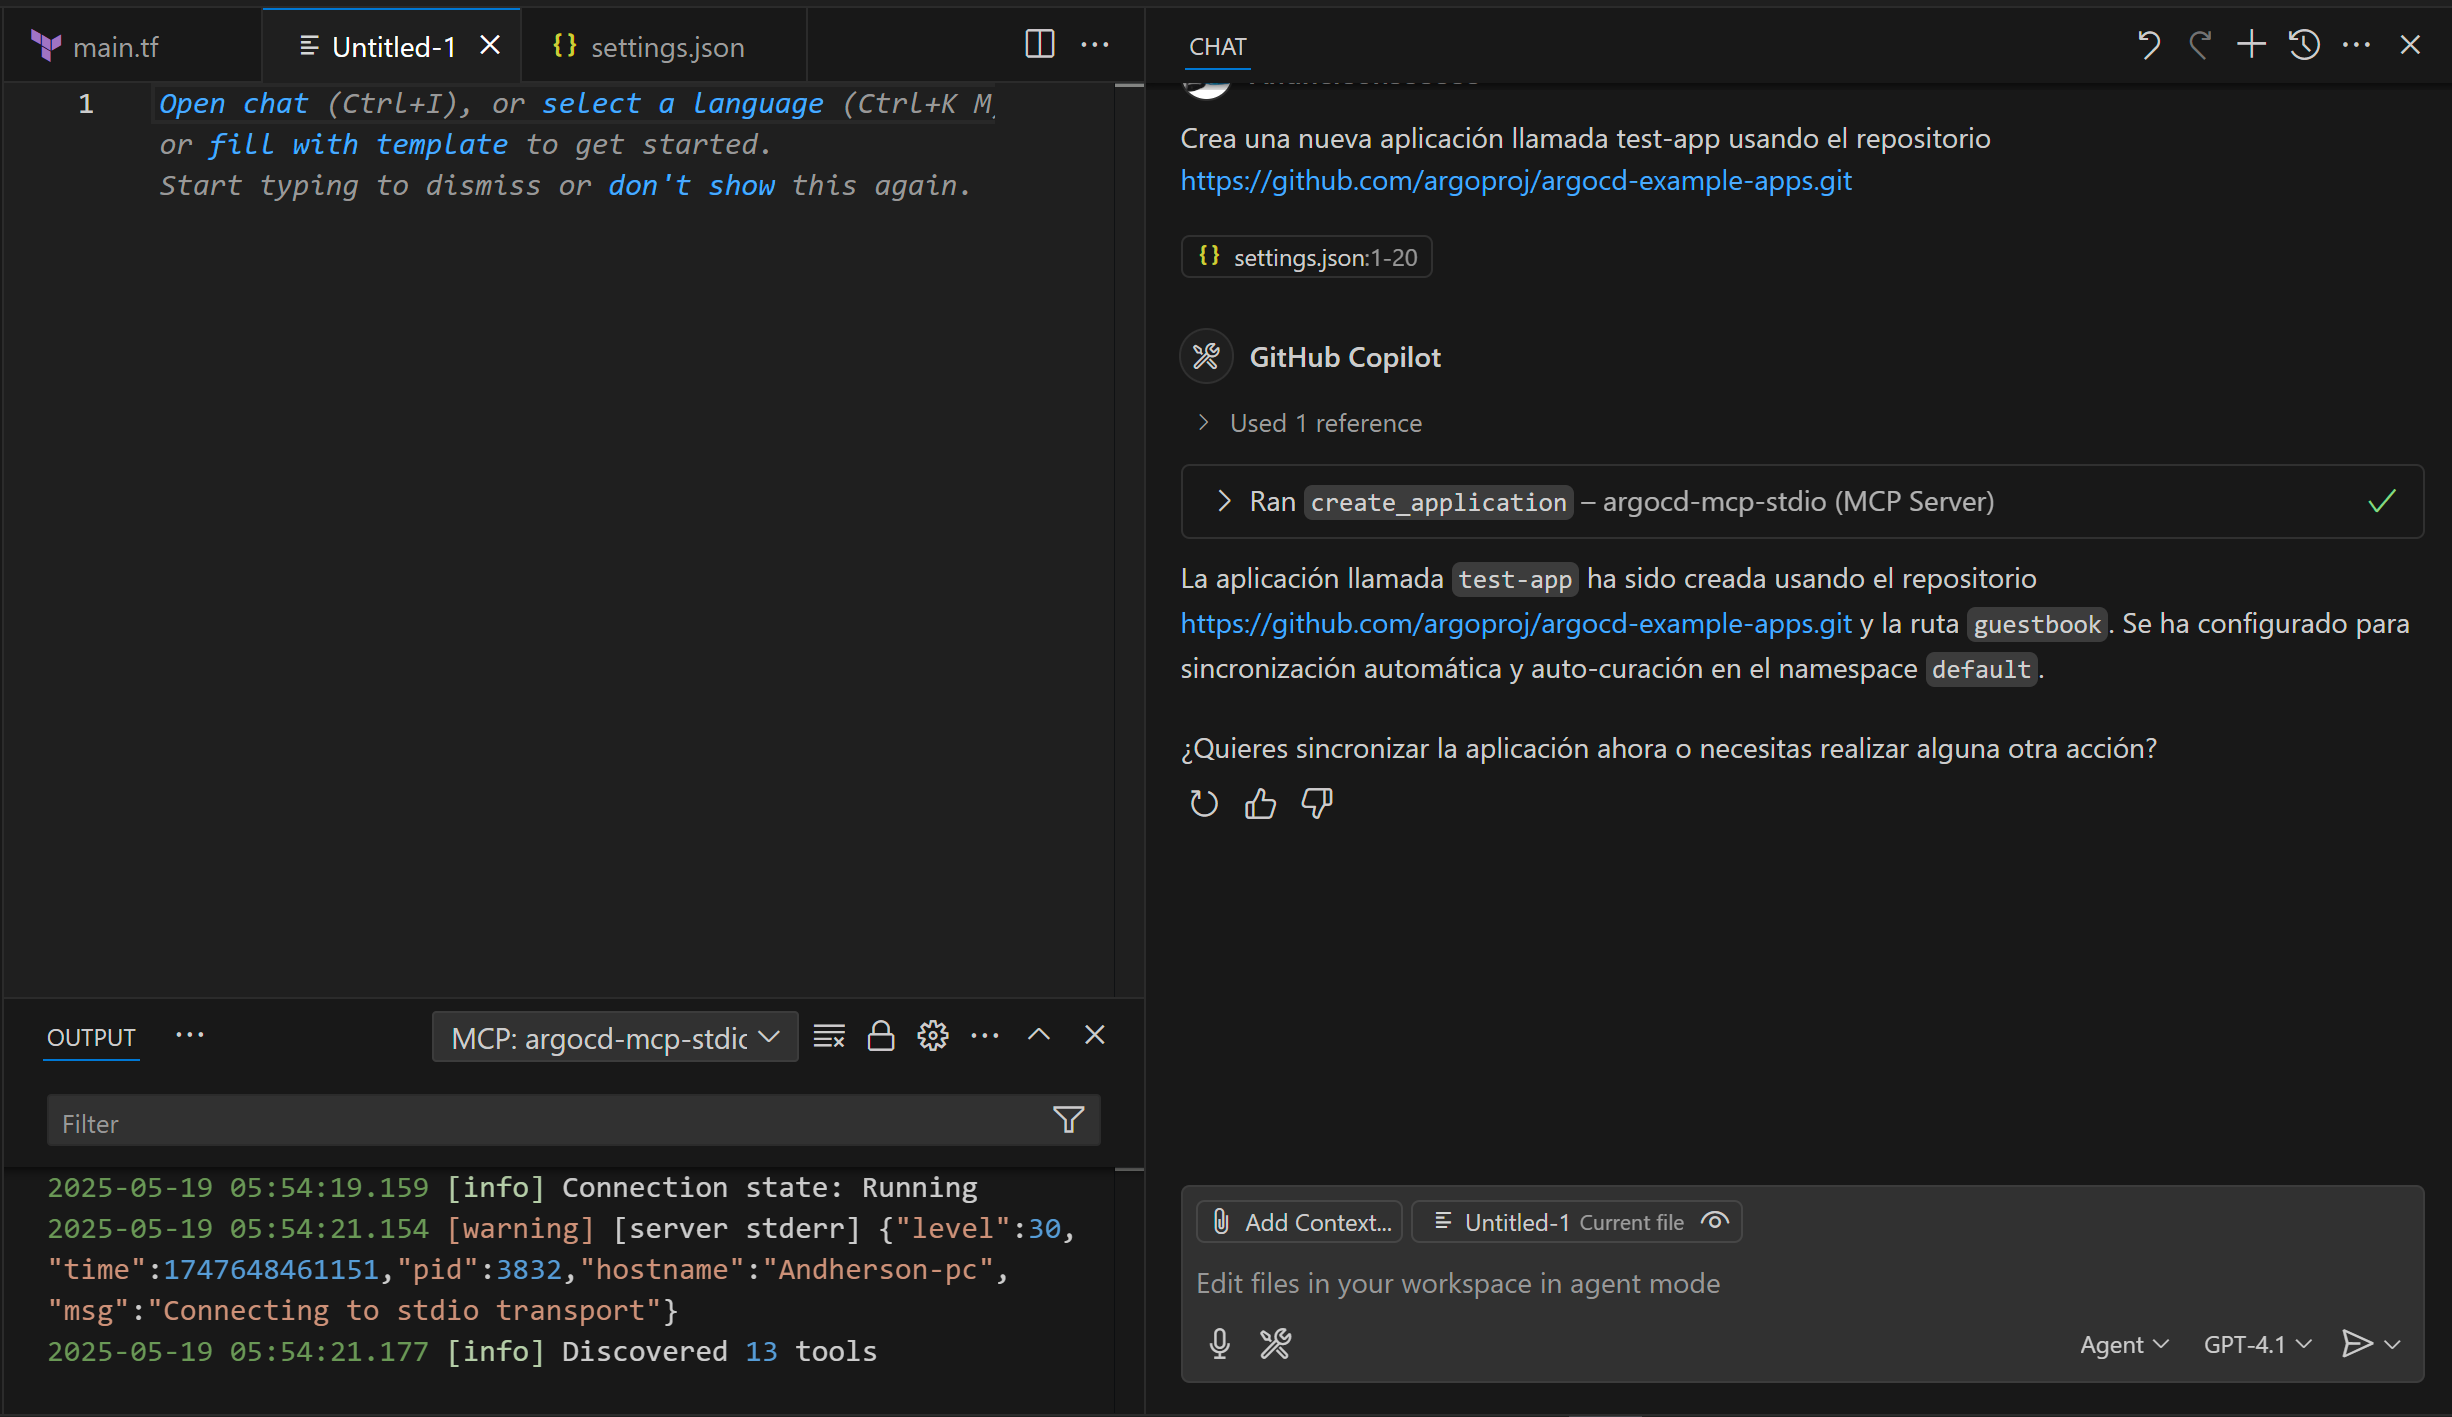 main.tf
Untitled-1
{} settings.json
1
Open chat (Ctrl+I), or select a language (Ctrl+K M,
or fill with template to get started.
Start typing to dismiss or don't show this again.
OUTPUT
MCP: argocd-mcp-stdic
Filter
2025-05-19 05:54:19.159 [info] Connection state: Running
2025-05-19 05:54:21.154 [warning] [server stderr] {"level":30,
"time":1747648461151,"pid":3832,"hostname":"Andherson-pc",
"msg":"Connecting to stdio transport"}
2025-05-19 05:54:21.177 [info] Discovered 13 tools
CHAT
Crea una nueva aplicación llamada test-app usando el repositorio
https://github.com/argoproj/argocd-example-apps.git
{} settings.json:1-20
GitHub Copilot
Used 1 reference
Ran create_application – argocd-mcp-stdio (MCP Server)
La aplicación llamada test-app ha sido creada usando el repositorio
https://github.com/argoproj/argocd-example-apps.git y la ruta guestbook. Se ha configurado para
sincronización automática y auto-curación en el namespace default.
¿Quieres sincronizar la aplicación ahora o necesitas realizar alguna otra acción?
Add Context...
Untitled-1 Current file
Edit files in your workspace in agent mode
Agent
GPT-4.1